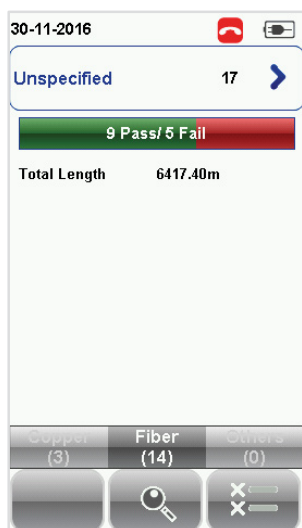 30-11-2016
Unspecified 17
9 Pass/ 5 Fail
Total Length 6417.40m
Copper Fiber Others
(3) (14) (0)